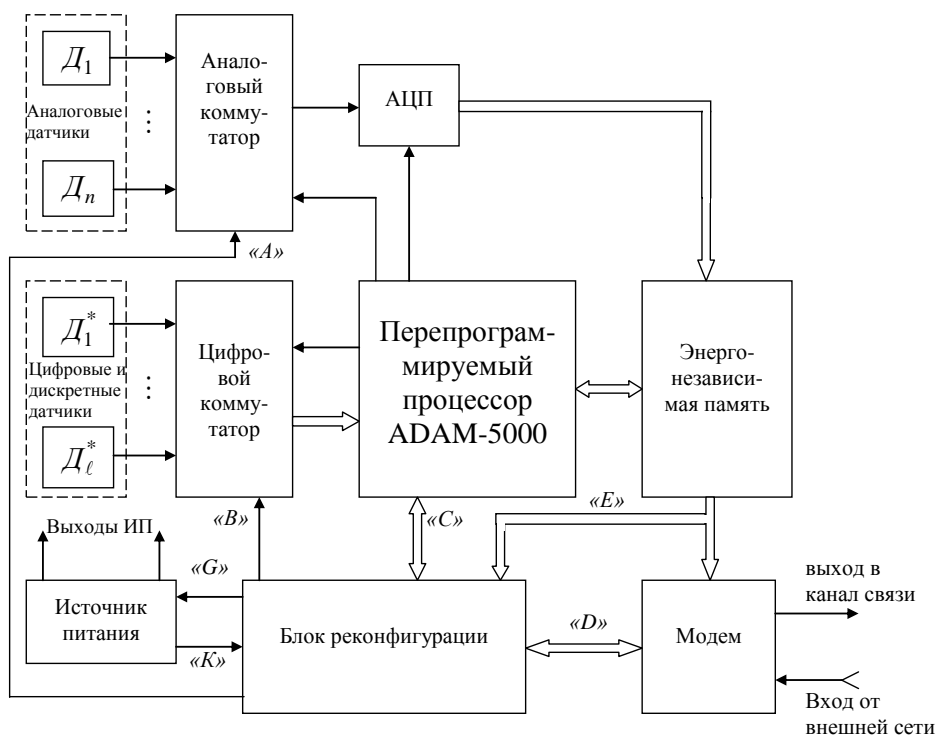 Д1
Аналоговые
датчики
⋮
Дn
Анало-
говый
комму-
татор
АЦП
«А»
Д1*
Цифровые и
дискретные
датчики
⋮
Дℓ*
Цифро-
вой
комму-
татор
Перепрограм-
мируемый
процессор
ADAM-5000
Энерго-
независи-
мая память
«В»
«С»
«Е»
Выходы ИП
«G»
Источник
питания
«К»
Блок реконфигурации
«D»
Модем
выход в
канал связи
Вход от
внешней сети